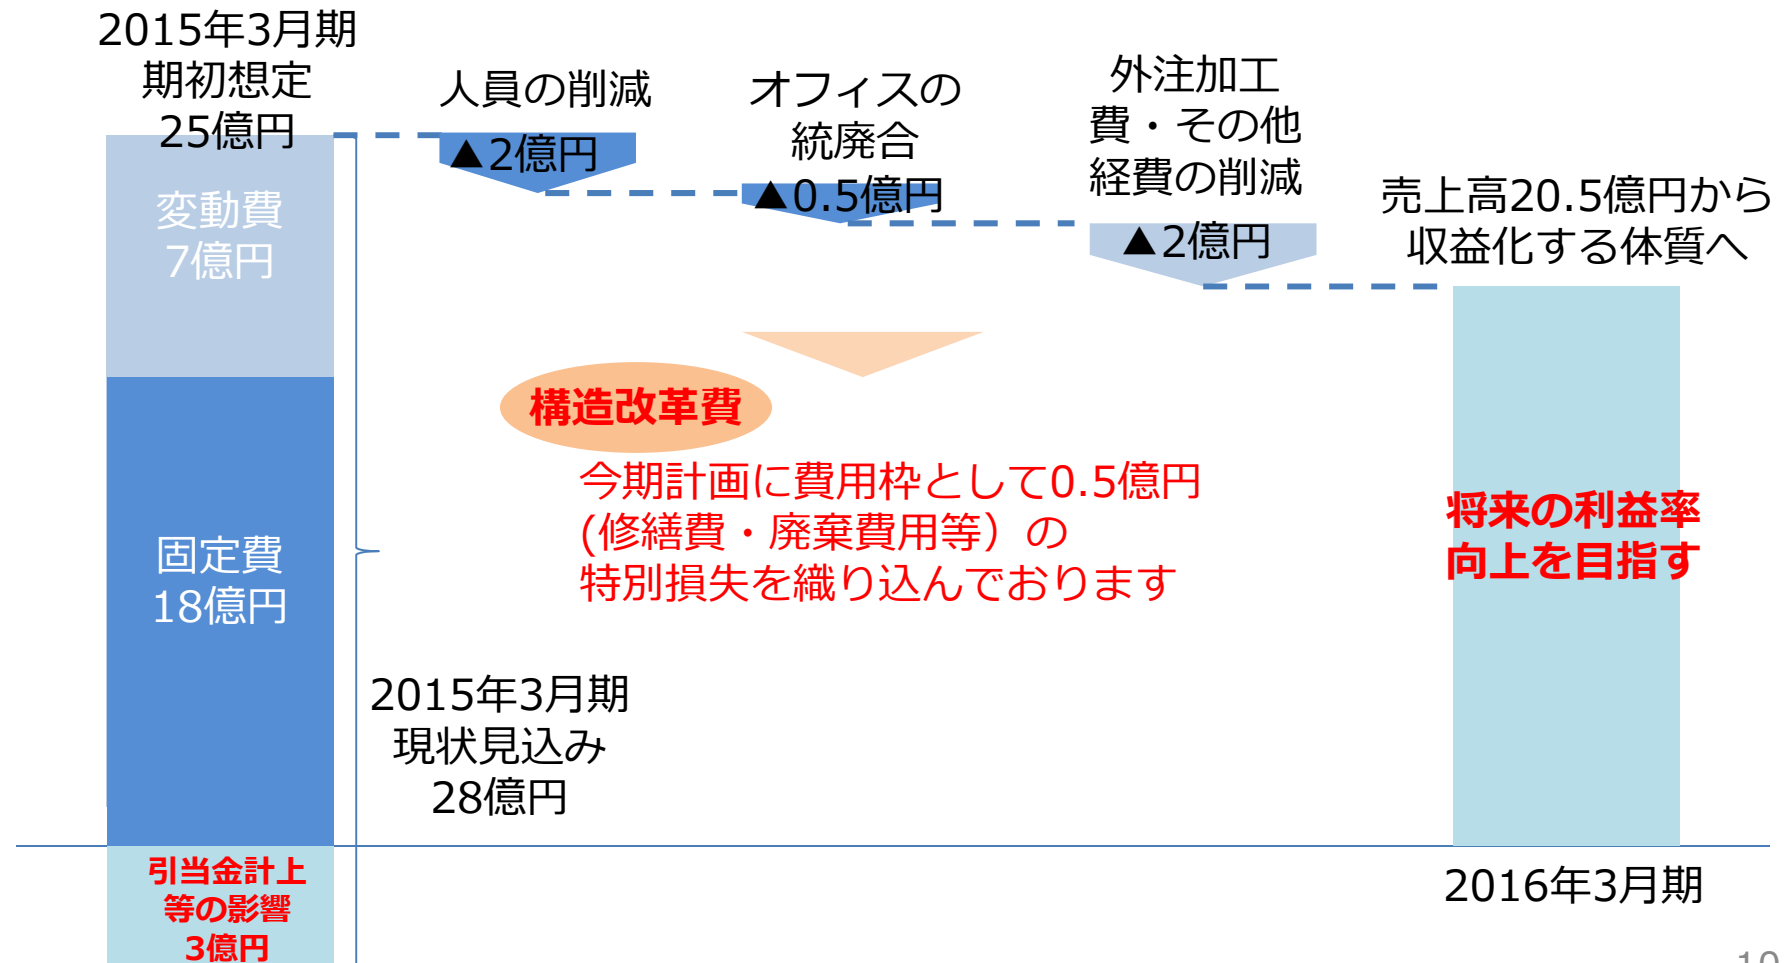 2015年3月期
期初想定
25億円
変動費
7億円
固定費
18億円
引当金計上
等の影響
3億円
人員の削減
▲2億円
オフィスの
統廃合
▲0.5億円
外注加工
費・その他
経費の削減
▲2億円
売上高20.5億円から
収益化する体質へ
構造改革費
今期計画に費用枠として0.5億円
(修繕費・廃棄費用等）の
特別損失を織り込んでおります
将来の利益率
向上を目指す
2015年3月期
現状見込み
28億円
2016年3月期